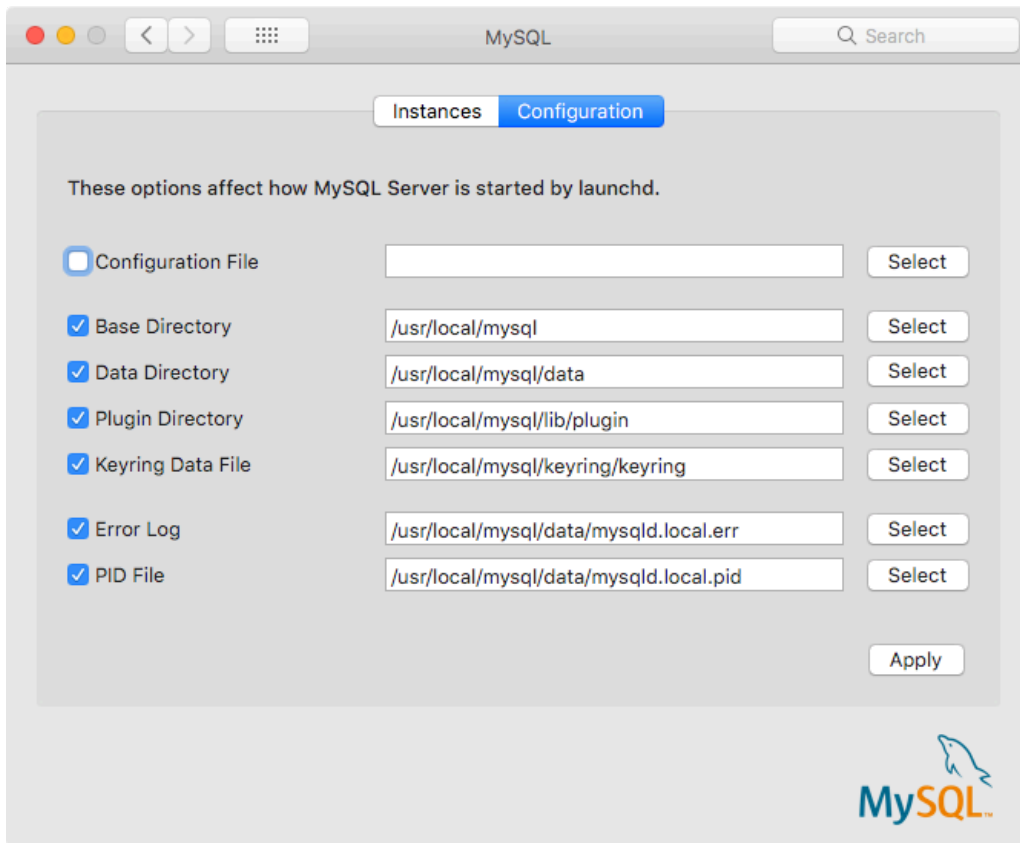 MySQL
Search
Instances Configuration
These options affect how MySQL Server is started by launchd.
Configuration File Select
Base Directory /usr/local/mysql Select
Data Directory /usr/local/mysql/data Select
Plugin Directory /usr/local/mysql/lib/plugin Select
Keyring Data File /usr/local/mysql/keyring/keyring Select
Error Log /usr/local/mysql/data/mysqld.local.err Select
PID File /usr/local/mysql/data/mysqld.local.pid Select
Apply
MySQL™